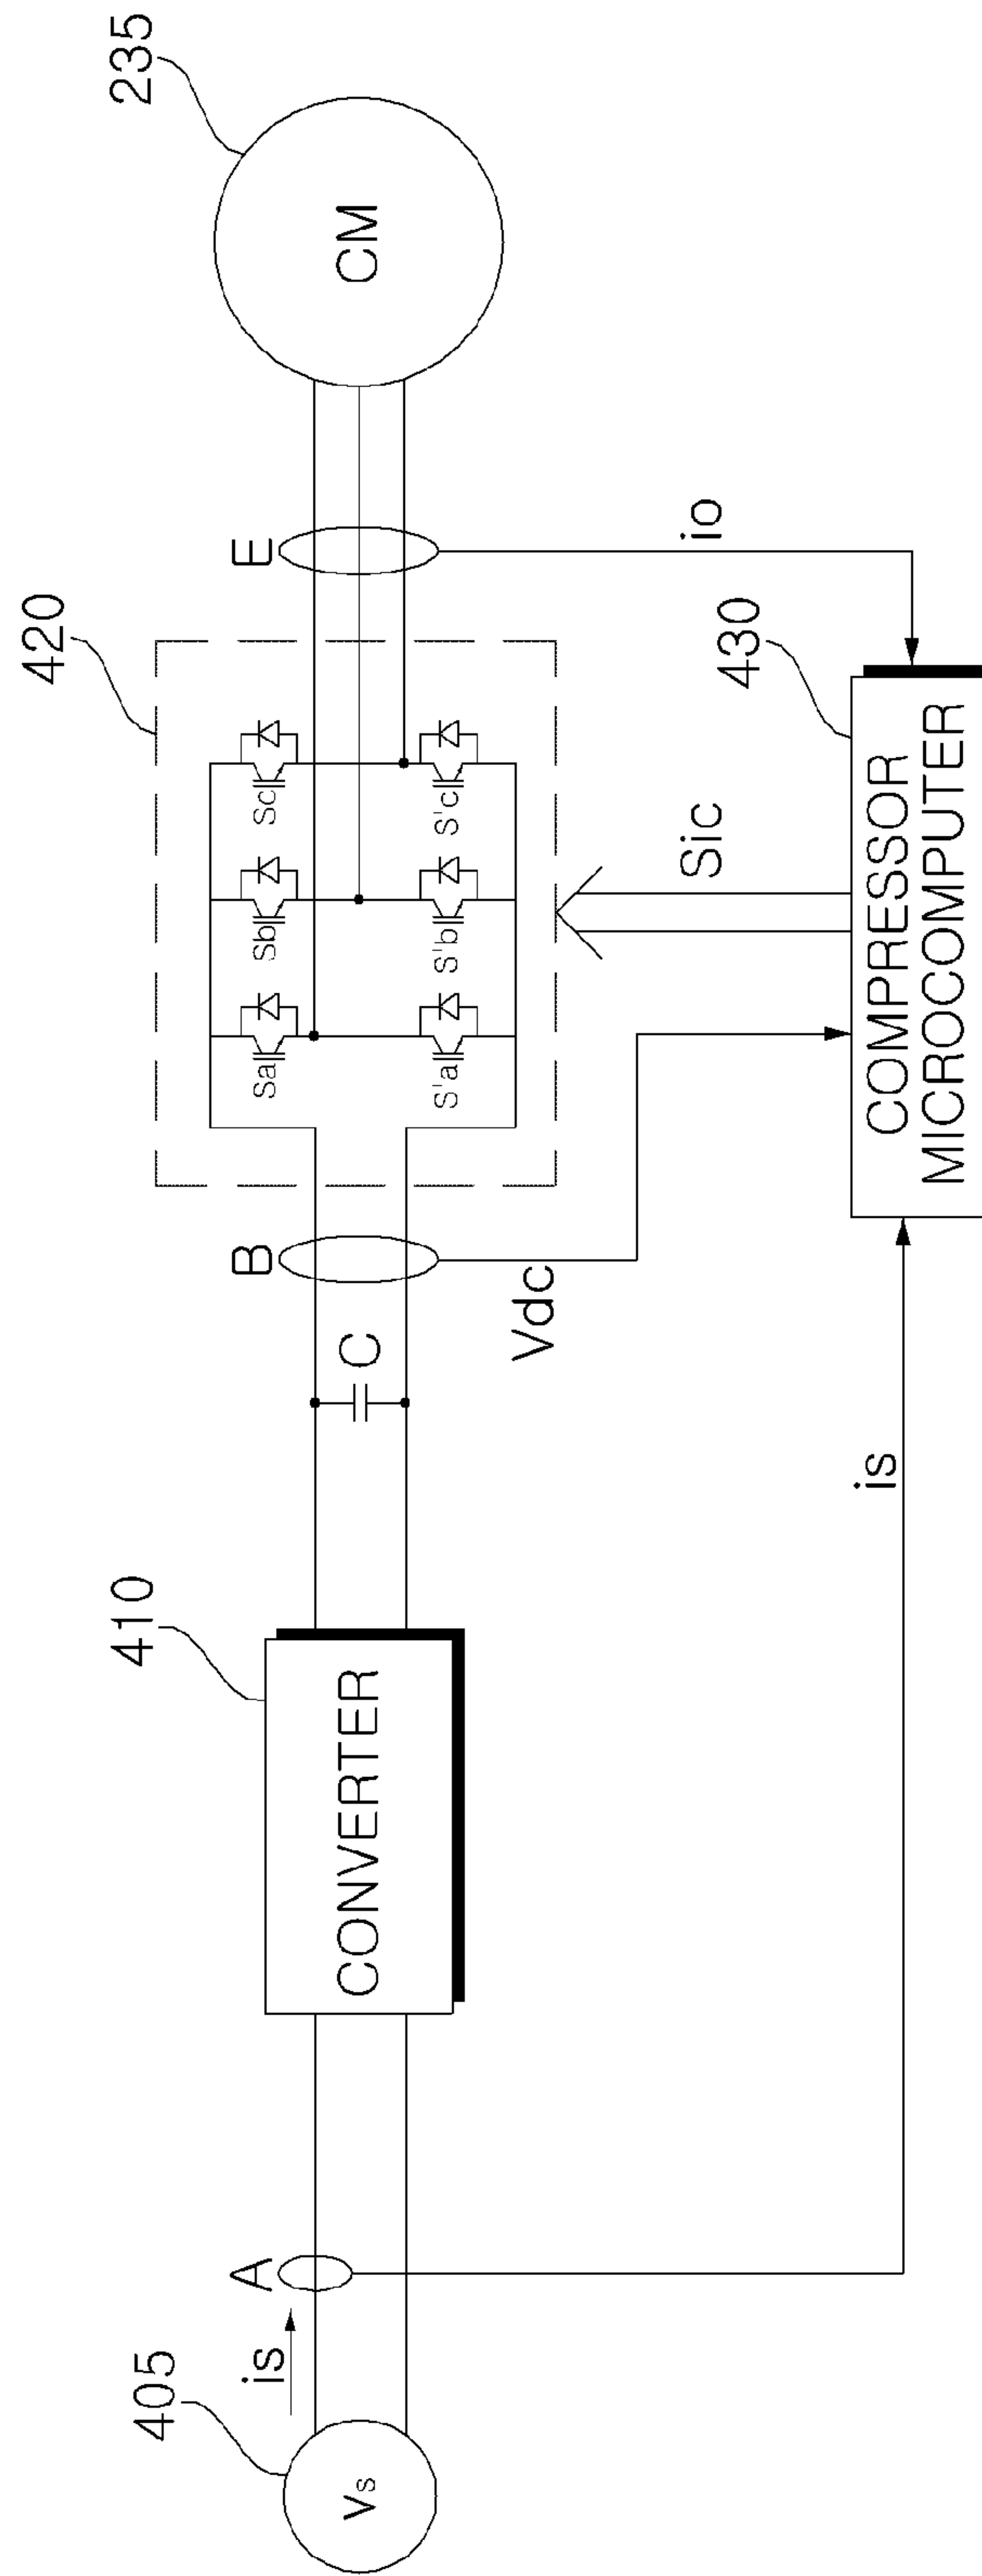 235
CM
420
E
io
Sc
S'c
Sb
S'b
Sa
S'a
430
Sic
COMPRESSOR
MICROCOMPUTER
B
Vdc
C
410
CONVERTER
is
A
is
405
Vs